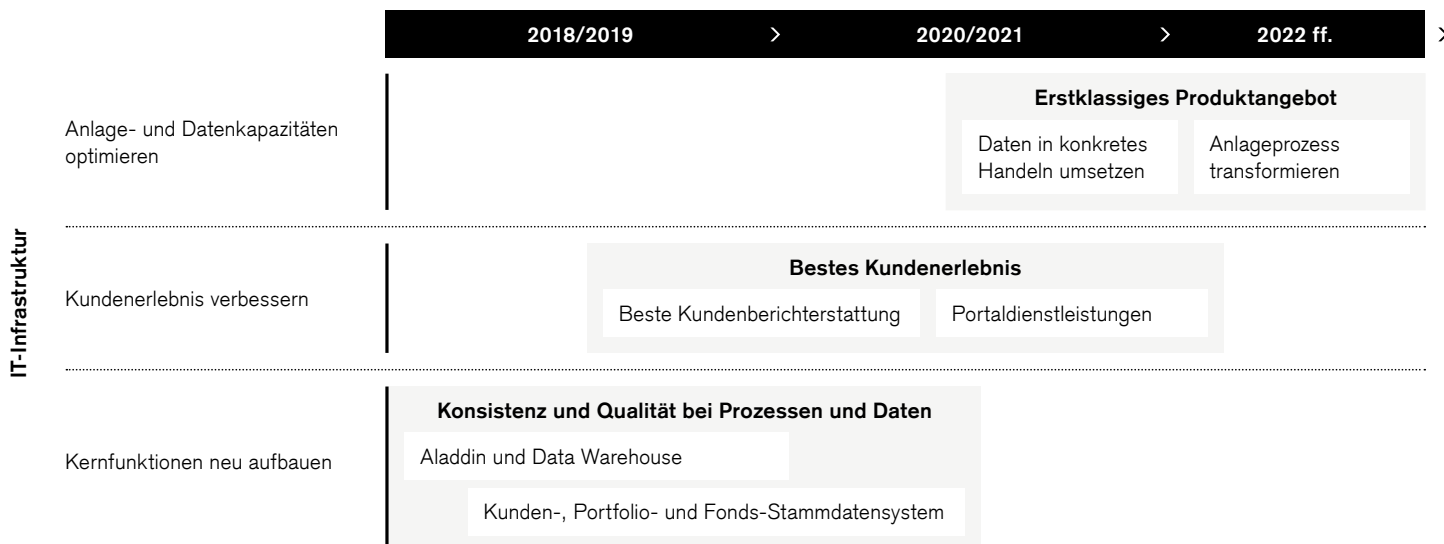 2018/2019 > 2020/2021 > 2022 ff. >
Erstklassiges Produktangebot
Anlage- und Datenkapazitäten
optimieren
Daten in konkretes
Handeln umsetzen
Anlageprozess
transformieren
IT-Infrastruktur
Bestes Kundenerlebnis
Kundenerlebnis verbessern
Beste Kundenberichterstattung
Portaldienstleistungen
Konsistenz und Qualität bei Prozessen und Daten
Kernfunktionen neu aufbauen
Aladdin und Data Warehouse
Kunden-, Portfolio- und Fonds-Stammdatensystem